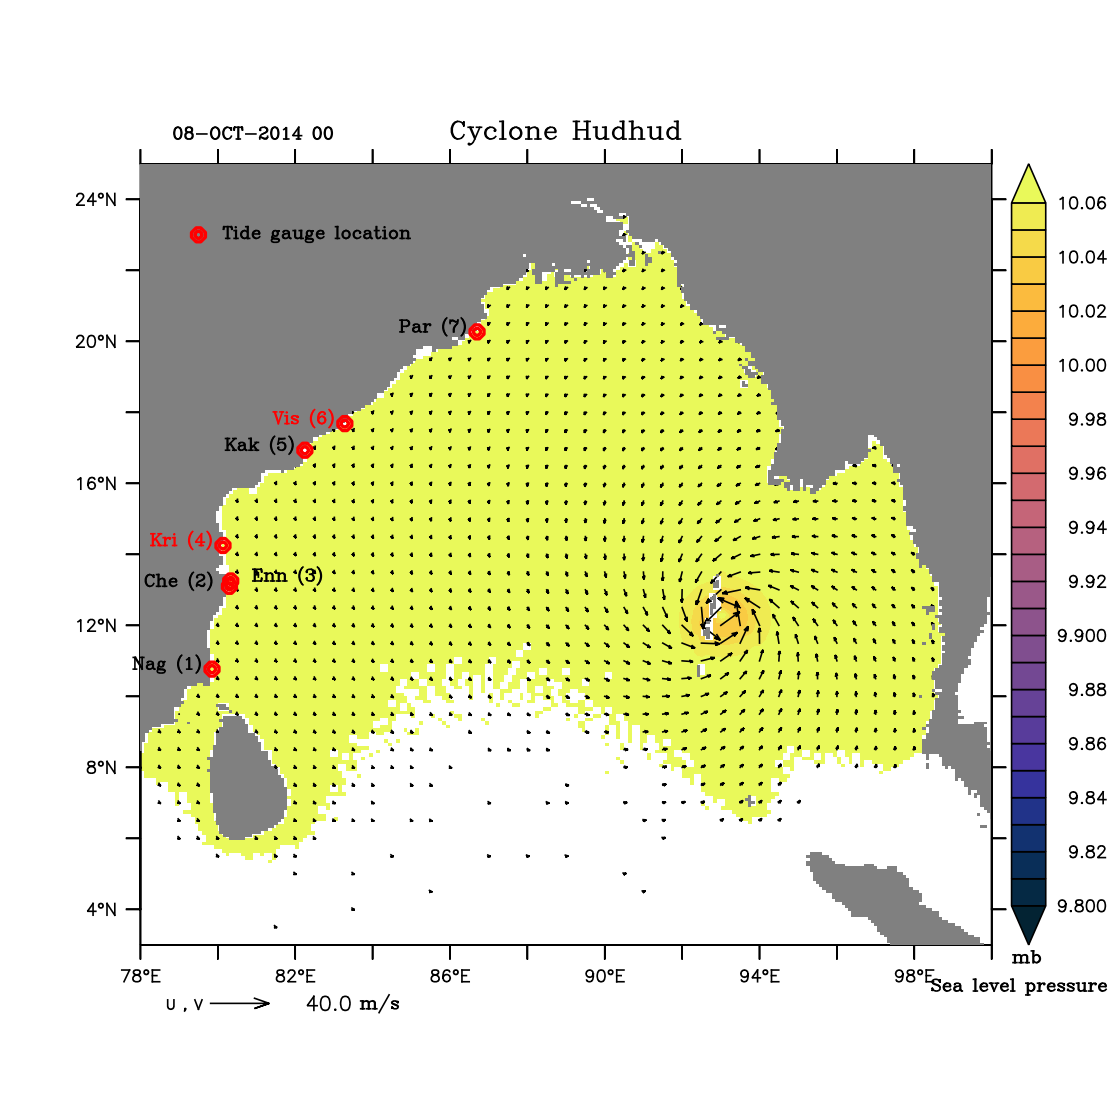 Cyclone Hudhud
08-OCT-2014 00
24°N
20°N
16°N
12°N
8°N
4°N
Tide gauge location
Par (7)
Vis (6)
Kak (5)
Kri (4)
Enn (3)
Che (2)
Nag (1)
10.06
10.04
10.02
10.00
9.98
9.96
9.94
9.92
9.900
9.88
9.86
9.84
9.82
9.800
mb
Sea level pressure
78°E 82°E 86°E 90°E 94°E 98°E
U , V 40.0 m/s